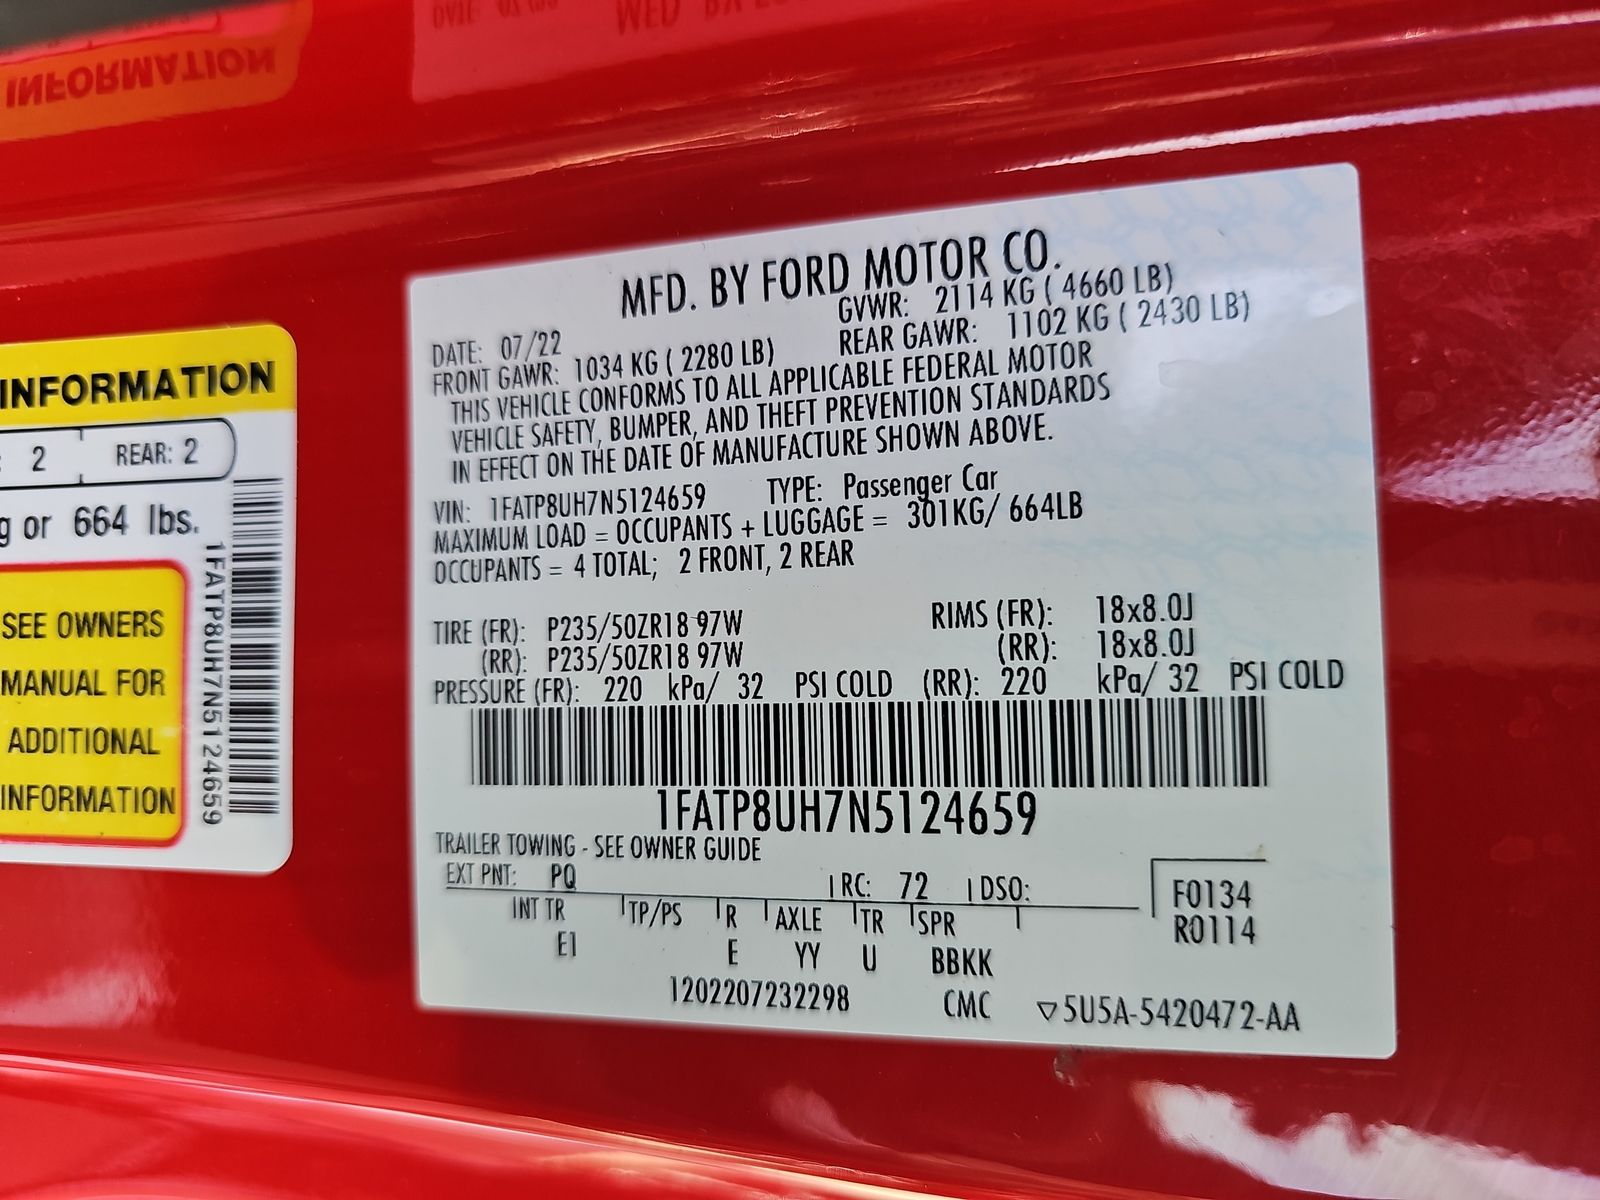 INFORMATION
2 REAR: 2
g or 664 lbs.
SEE OWNERS
MANUAL FOR
ADDITIONAL
INFORMATION
1FATP8UH7N5124659
MFD. BY FORD MOTOR CO.
DATE: 07/22 GVWR: 2114 KG ( 4660 LB)
FRONT GAWR: 1034 KG ( 2280 LB) REAR GAWR: 1102 KG ( 2430 LB)
THIS VEHICLE CONFORMS TO ALL APPLICABLE FEDERAL MOTOR
VEHICLE SAFETY, BUMPER, AND THEFT PREVENTION STANDARDS
IN EFFECT ON THE DATE OF MANUFACTURE SHOWN ABOVE.
VIN: 1FATP8UH7N5124659 TYPE: Passenger Car
MAXIMUM LOAD = OCCUPANTS + LUGGAGE = 301KG/ 664LB
OCCUPANTS = 4 TOTAL; 2 FRONT, 2 REAR
TIRE (FR): P235/50ZR18 97W RIMS (FR): 18x8.0J
(RR): P235/50ZR18 97W (RR): 18x8.0J
PRESSURE (FR): 220 kPa/ 32 PSI COLD (RR): 220 kPa/ 32 PSI COLD
1FATP8UH7N5124659
TRAILER TOWING - SEE OWNER GUIDE
EXT PNT: PQ RC: 72 DSO: F0134
INT TR TP/PS R AXLE TR SPR R0114
E1 E YY U BBKK
1202207232298 CMC ▽5U5A-5420472-AA